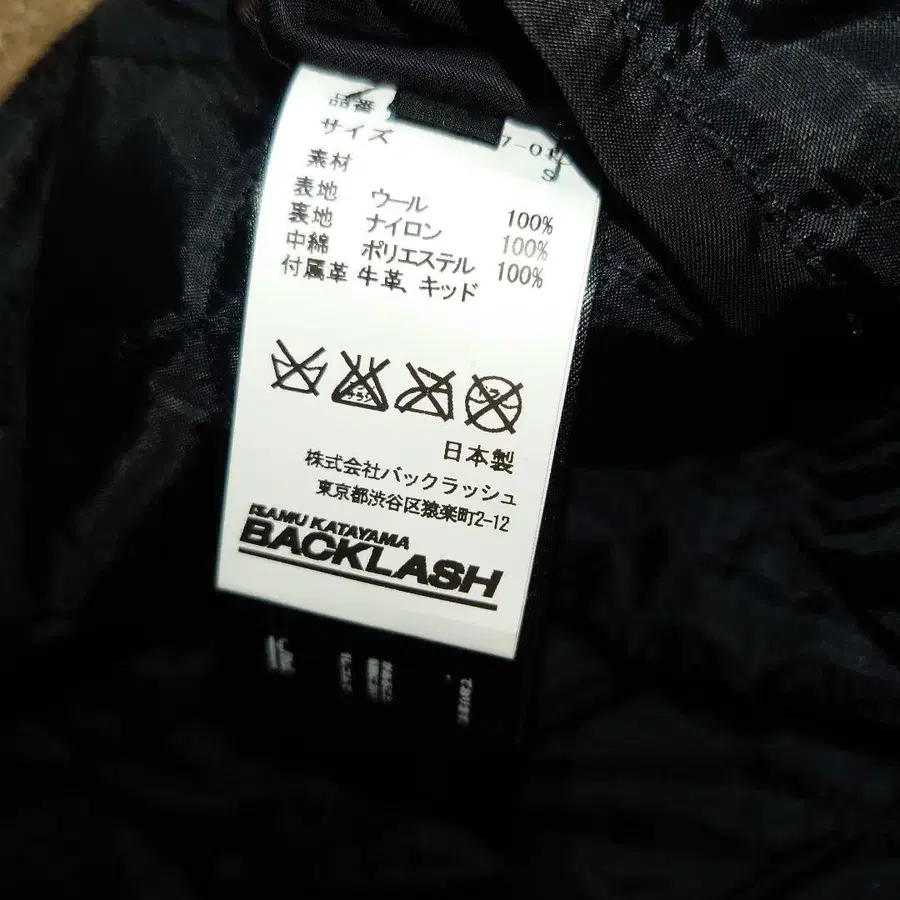 品番
サイズ S
素材
表地 ウール 100%
裏地 ナイロン 100%
中綿 ポリエステル 100%
付属革 牛革、キッド
日本製
株式会社バックラッシュ
東京都渋谷区猿楽町2-12
ISAMU KATAYAMA
BACKLASH